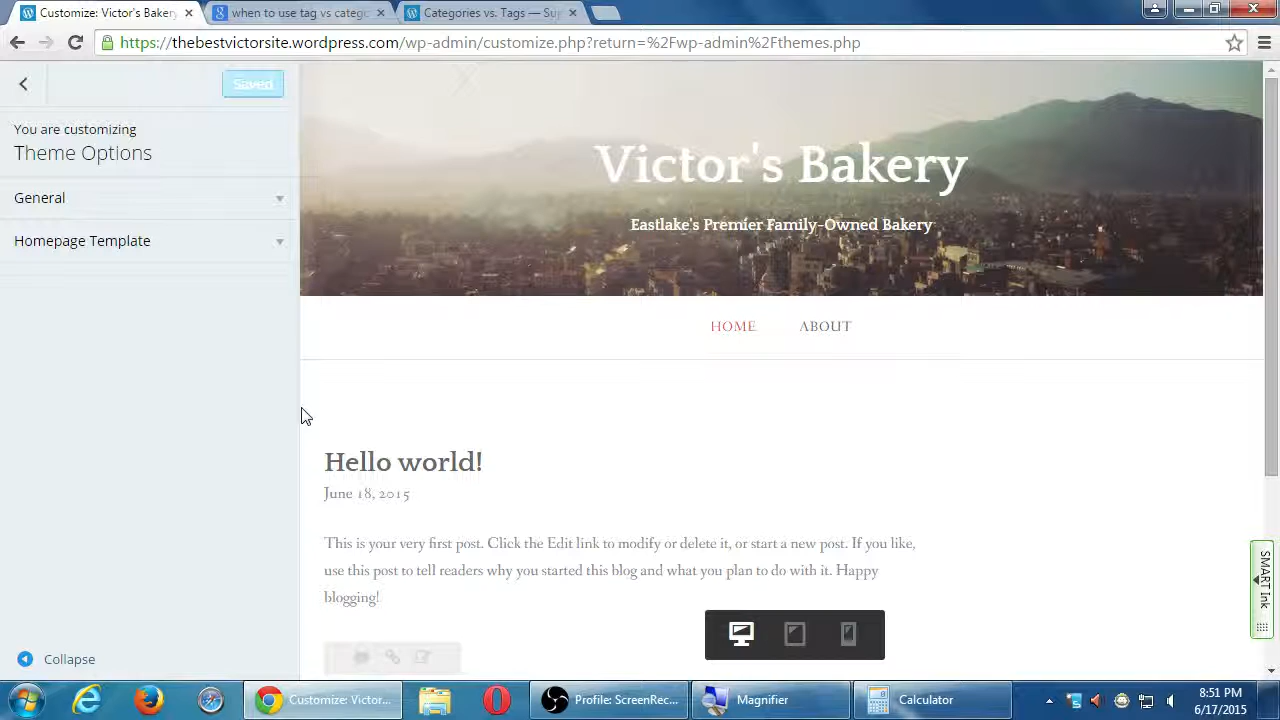 Customize: Victor's Bakery
when to use tag vs catego
Categories vs. Tags — Sup
https://thebestvictorsite.wordpress.com/wp-admin/customize.php?return=%2Fwp-admin%2Fthemes.php
Saved
You are customizing
Theme Options
General
Homepage Template
Collapse
Victor's Bakery
Eastlake's Premier Family-Owned Bakery
HOME
ABOUT
Hello world!
June 18, 2015
This is your very first post. Click the Edit link to modify or delete it, or start a new post. If you like,
use this post to tell readers why you started this blog and what you plan to do with it. Happy
blogging!
SMART Ink
Customize: Victor...
Profile: ScreenRec...
Magnifier
Calculator
8:51 PM
6/17/2015